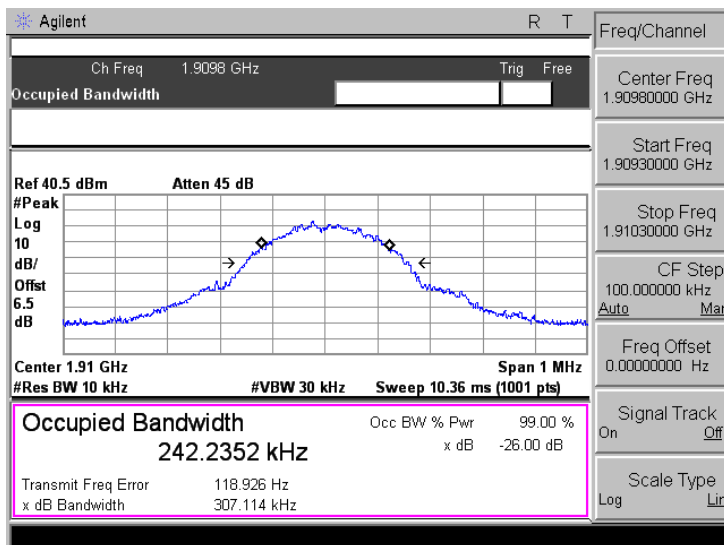 Agilent
R T
Ch Freq 1.9098 GHz Trig Free
Occupied Bandwidth
Ref 40.5 dBm Atten 45 dB
#Peak
Log
10
dB/
Offst
6.5
dB
Center 1.91 GHz Span 1 MHz
#Res BW 10 kHz #VBW 30 kHz Sweep 10.36 ms (1001 pts)
Occupied Bandwidth
242.2352 kHz
Occ BW % Pwr 99.00 %
x dB -26.00 dB
Transmit Freq Error 118.926 Hz
x dB Bandwidth 307.114 kHz
Freq/Channel
Center Freq
1.90980000 GHz
Start Freq
1.90930000 GHz
Stop Freq
1.91030000 GHz
CF Step
100.000000 kHz
Auto Mar
Freq Offset
0.00000000 Hz
Signal Track
On Off
Scale Type
Log Lin